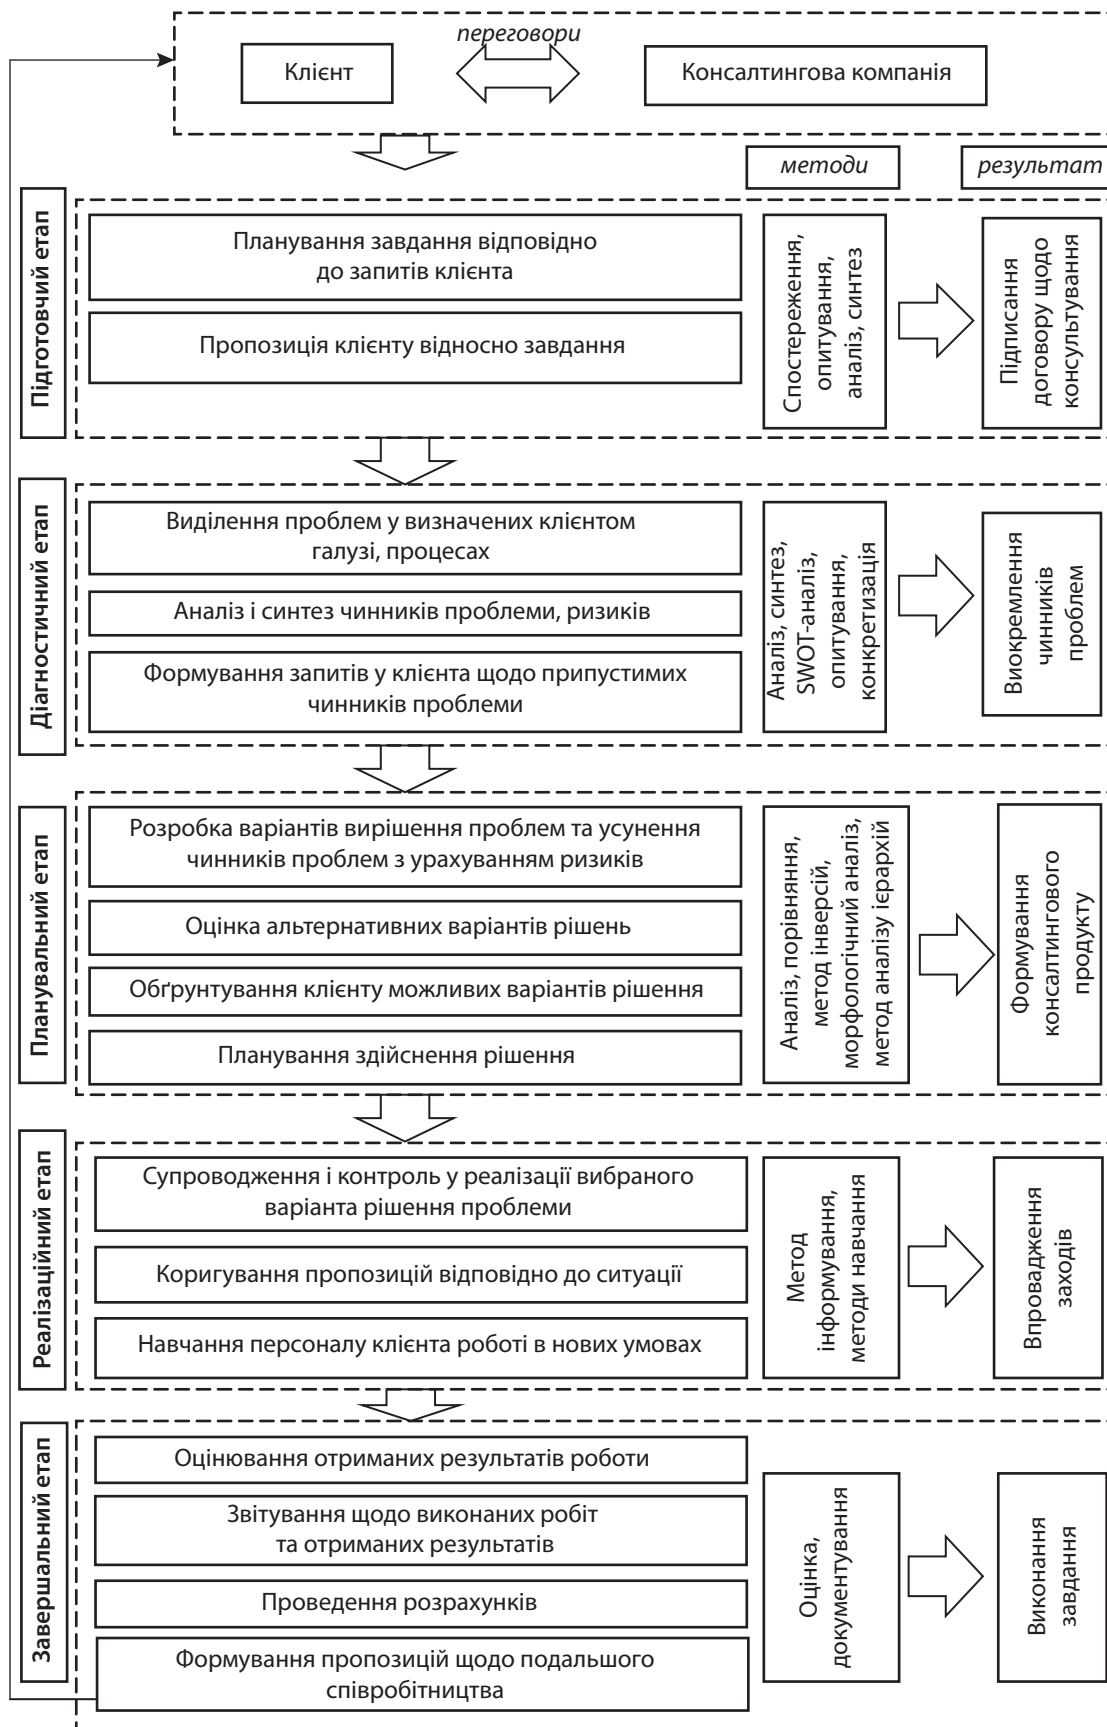 переговори
Клієнт
Консалтингова компанія
методи
результат
Підготовчий етап
Планування завдання відповідно
до запитів клієнта
Пропозиція клієнту відносно завдання
Спостереження,
опитування,
аналіз, синтез
Підписання
договору щодо
консультування
Діагностичний етап
Виділення проблем у визначених клієнтом
галузі, процесах
Аналіз і синтез чинників проблеми, ризиків
Формування запитів у клієнта щодо припустимих
чинників проблеми
Аналіз, синтез,
SWOT-аналіз,
опитування,
конкретизація
Виокремлення
чинників
проблем
Планувальний етап
Розробка варіантів вирішення проблем та усунення
чинників проблем з урахуванням ризиків
Оцінка альтернативних варіантів рішень
Обґрунтування клієнту можливих варіантів рішення
Планування здійснення рішення
Аналіз, порівняння,
метод інверсій,
морфологічний аналіз,
метод аналізу ієрархій
Формування
консалтингового
продукту
Реалізаційний етап
Супроводження і контроль у реалізації вибраного
варіанта рішення проблеми
Коригування пропозицій відповідно до ситуації
Навчання персоналу клієнта роботі в нових умовах
Метод
інформування,
методи навчання
Впровадження
заходів
Завершальний етап
Оцінювання отриманих результатів роботи
Звітування щодо виконаних робіт
та отриманих результатів
Проведення розрахунків
Формування пропозицій щодо подальшого
співробітництва
Оцінка,
документування
Виконання
завдання